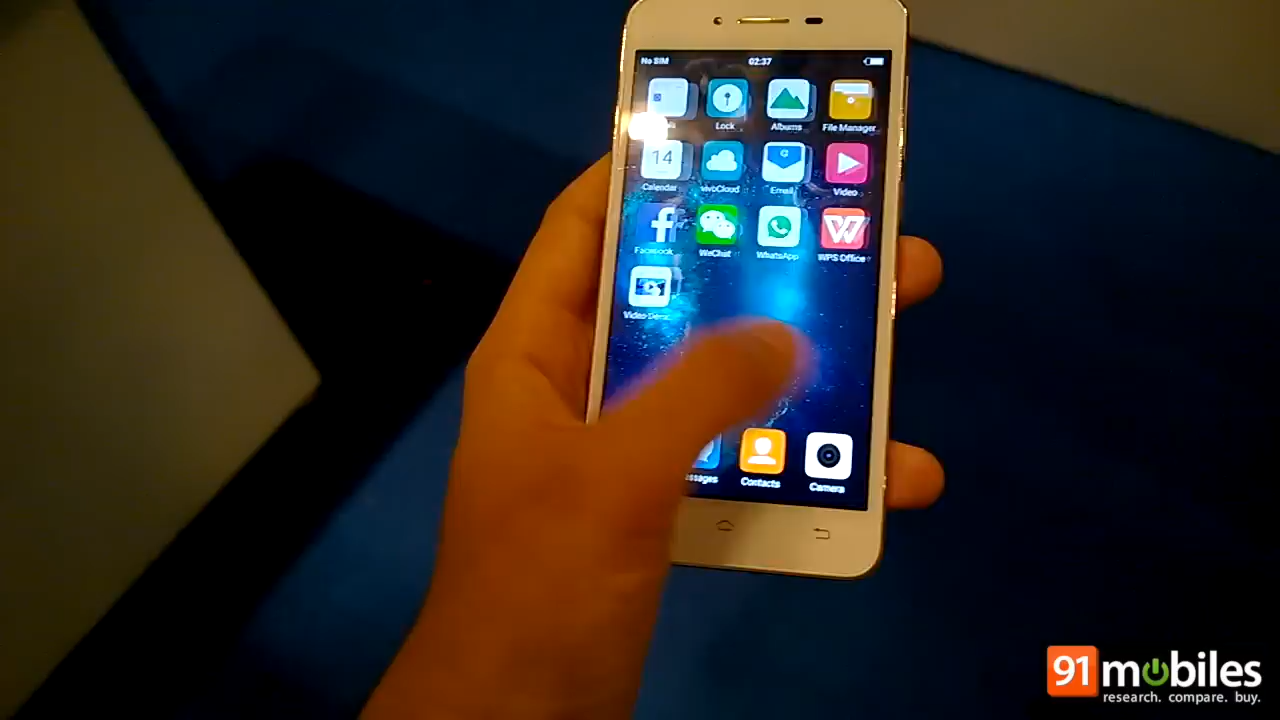 No SIM 02:37
Lock Albums File Manager
14
Calendar vivoCloud Email Video
Facebook WeChat WhatsApp WPS Office
W
Video
Contacts Camera
91mobiles
research. compare. buy.